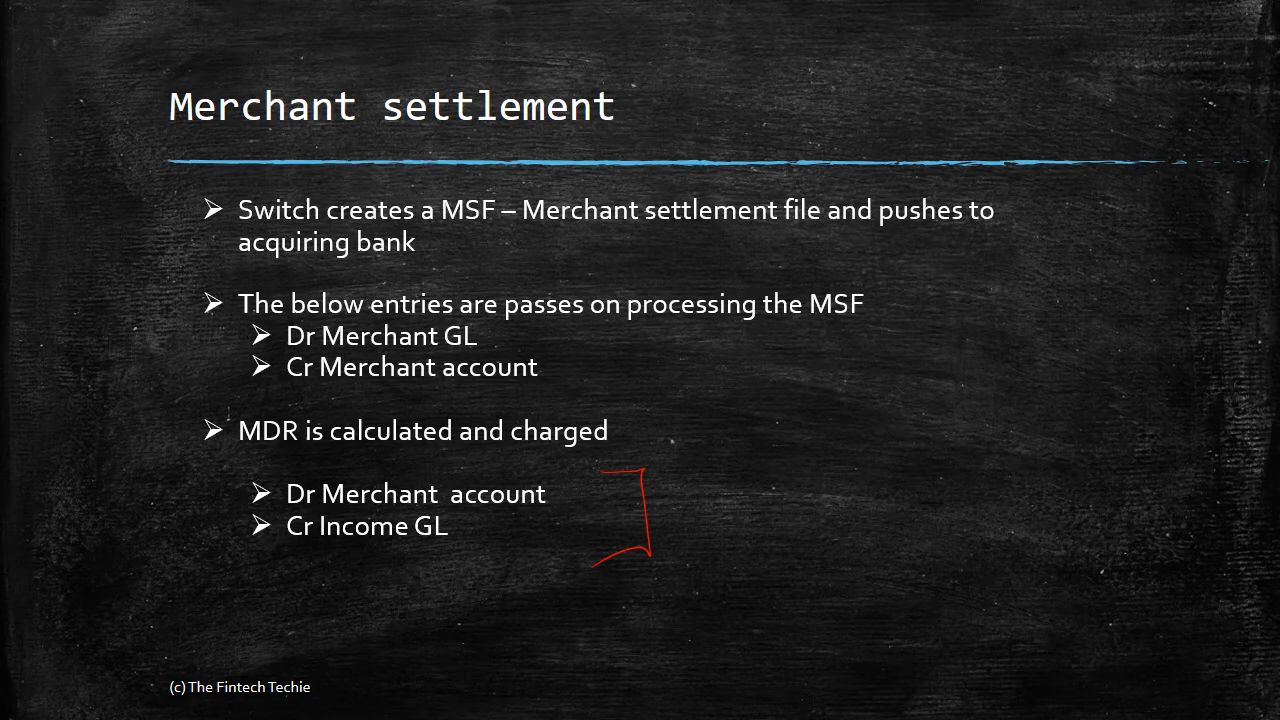 Merchant settlement
➢ Switch creates a MSF – Merchant settlement file and pushes to
acquiring bank
➢ The below entries are passes on processing the MSF
➢ Dr Merchant GL
➢ Cr Merchant account
➢ MDR is calculated and charged
➢ Dr Merchant  account
➢ Cr Income GL
(c) The Fintech Techie